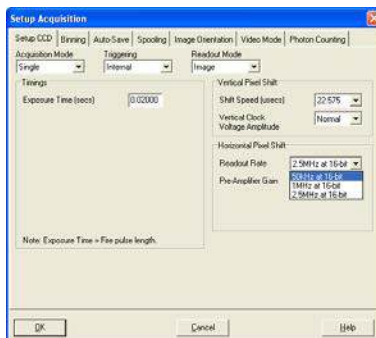 Setup Acquisition
Setup CCD Binning Auto-Save Spooling Image Orientation Video Mode Photon Counting
Acquisition Mode Triggering Readout Mode
Single Internal Image
Timings
Exposure Time (secs) 0.02000
Note: Exposure Time = Fire pulse length.
Vertical Pixel Shift
Shift Speed (usecs) 22.575
Vertical Clock
Voltage Amplitude Normal
Horizontal Pixel Shift
Readout Rate 2.5MHz at 16-bit
50kHz at 16-bit
Pre-Amplifier Gain 1MHz at 16-bit
2.5MHz at 16-bit
OK Cancel Help